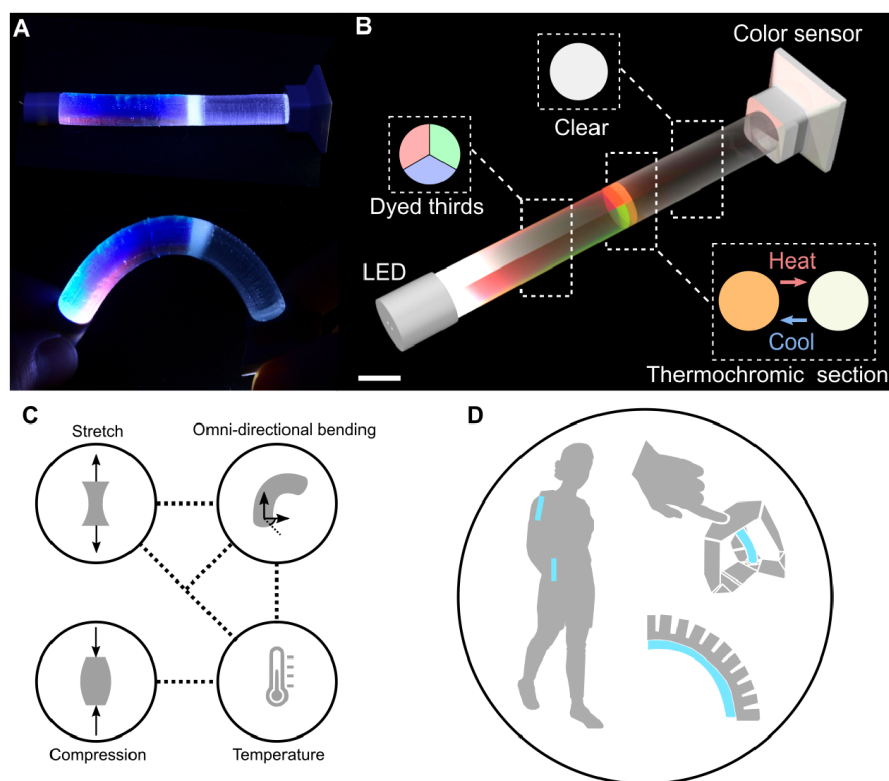 A
B
Color sensor
Clear
Dyed thirds
LED
Heat
Cool
Thermochromic section
C
D
Stretch
Omni-directional bending
Compression
Temperature